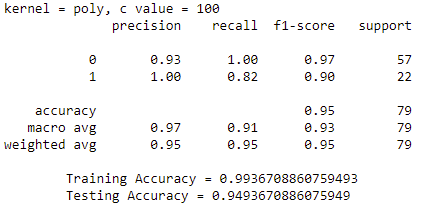 kernel = poly, c value = 100
precision recall f1-score support
0 0.93 1.00 0.97 57
1 1.00 0.82 0.90 22
accuracy 0.95 79
macro avg 0.97 0.91 0.93 79
weighted avg 0.95 0.95 0.95 79
Training Accuracy = 0.9936708860759493
Testing Accuracy = 0.9493670886075949